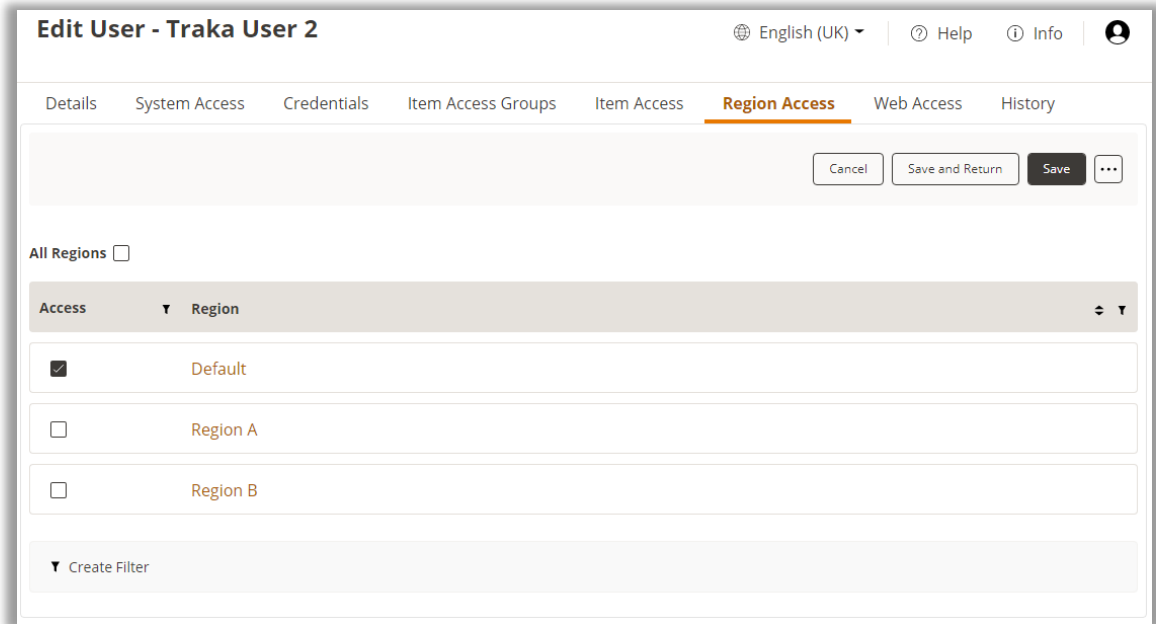 Edit User - Traka User 2
English (UK) Help Info
Details System Access Credentials Item Access Groups Item Access Region Access Web Access History
Cancel Save and Return Save
All Regions
Access Region
Default
Region A
Region B
Create Filter